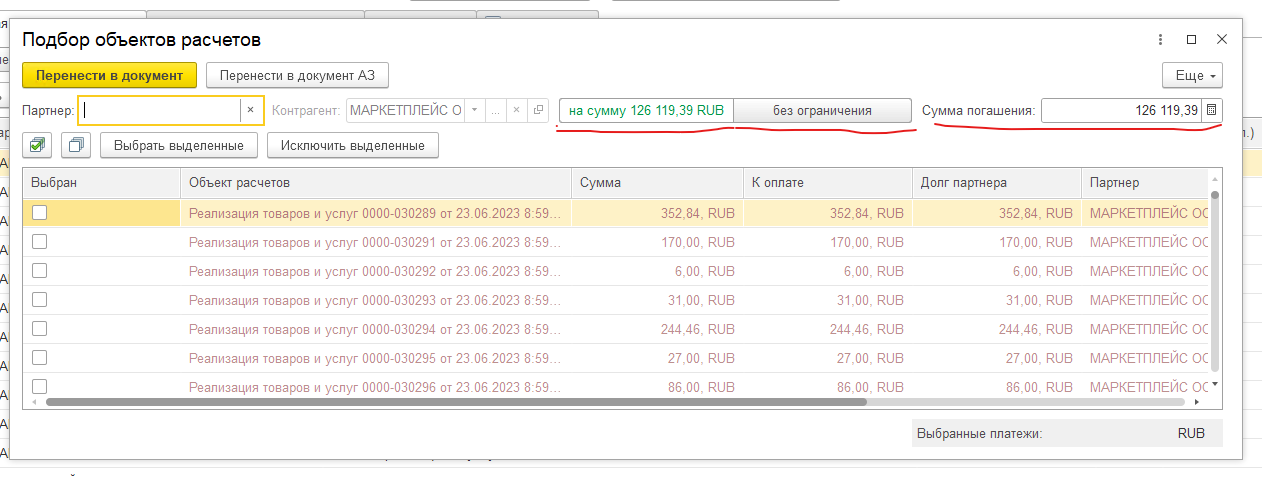 Подбор объектов расчетов
Перенести в документ Перенести в документ АЗ Еще
Партнер: Контрагент: МАРКЕТПЛЕЙС О ... на сумму 126 119,39 RUB без ограничения Сумма погашения: 126 119,39
Выбрать выделенные Исключить выделенные
Выбран Объект расчетов Сумма К оплате Долг партнера Партнер
Реализация товаров и услуг 0000-030289 от 23.06.2023 8:59... 352,84, RUB 352,84, RUB 352,84, RUB МАРКЕТПЛЕЙС ОО
Реализация товаров и услуг 0000-030291 от 23.06.2023 8:59... 170,00, RUB 170,00, RUB 170,00, RUB МАРКЕТПЛЕЙС ОО
Реализация товаров и услуг 0000-030292 от 23.06.2023 8:59... 6,00, RUB 6,00, RUB 6,00, RUB МАРКЕТПЛЕЙС ОО
Реализация товаров и услуг 0000-030293 от 23.06.2023 8:59... 31,00, RUB 31,00, RUB 31,00, RUB МАРКЕТПЛЕЙС ОО
Реализация товаров и услуг 0000-030294 от 23.06.2023 8:59... 244,46, RUB 244,46, RUB 244,46, RUB МАРКЕТПЛЕЙС ОО
Реализация товаров и услуг 0000-030295 от 23.06.2023 8:59... 27,00, RUB 27,00, RUB 27,00, RUB МАРКЕТПЛЕЙС ОО
Реализация товаров и услуг 0000-030296 от 23.06.2023 8:59... 86,00, RUB 86,00, RUB 86,00, RUB МАРКЕТПЛЕЙС ОО
Выбранные платежи: RUB